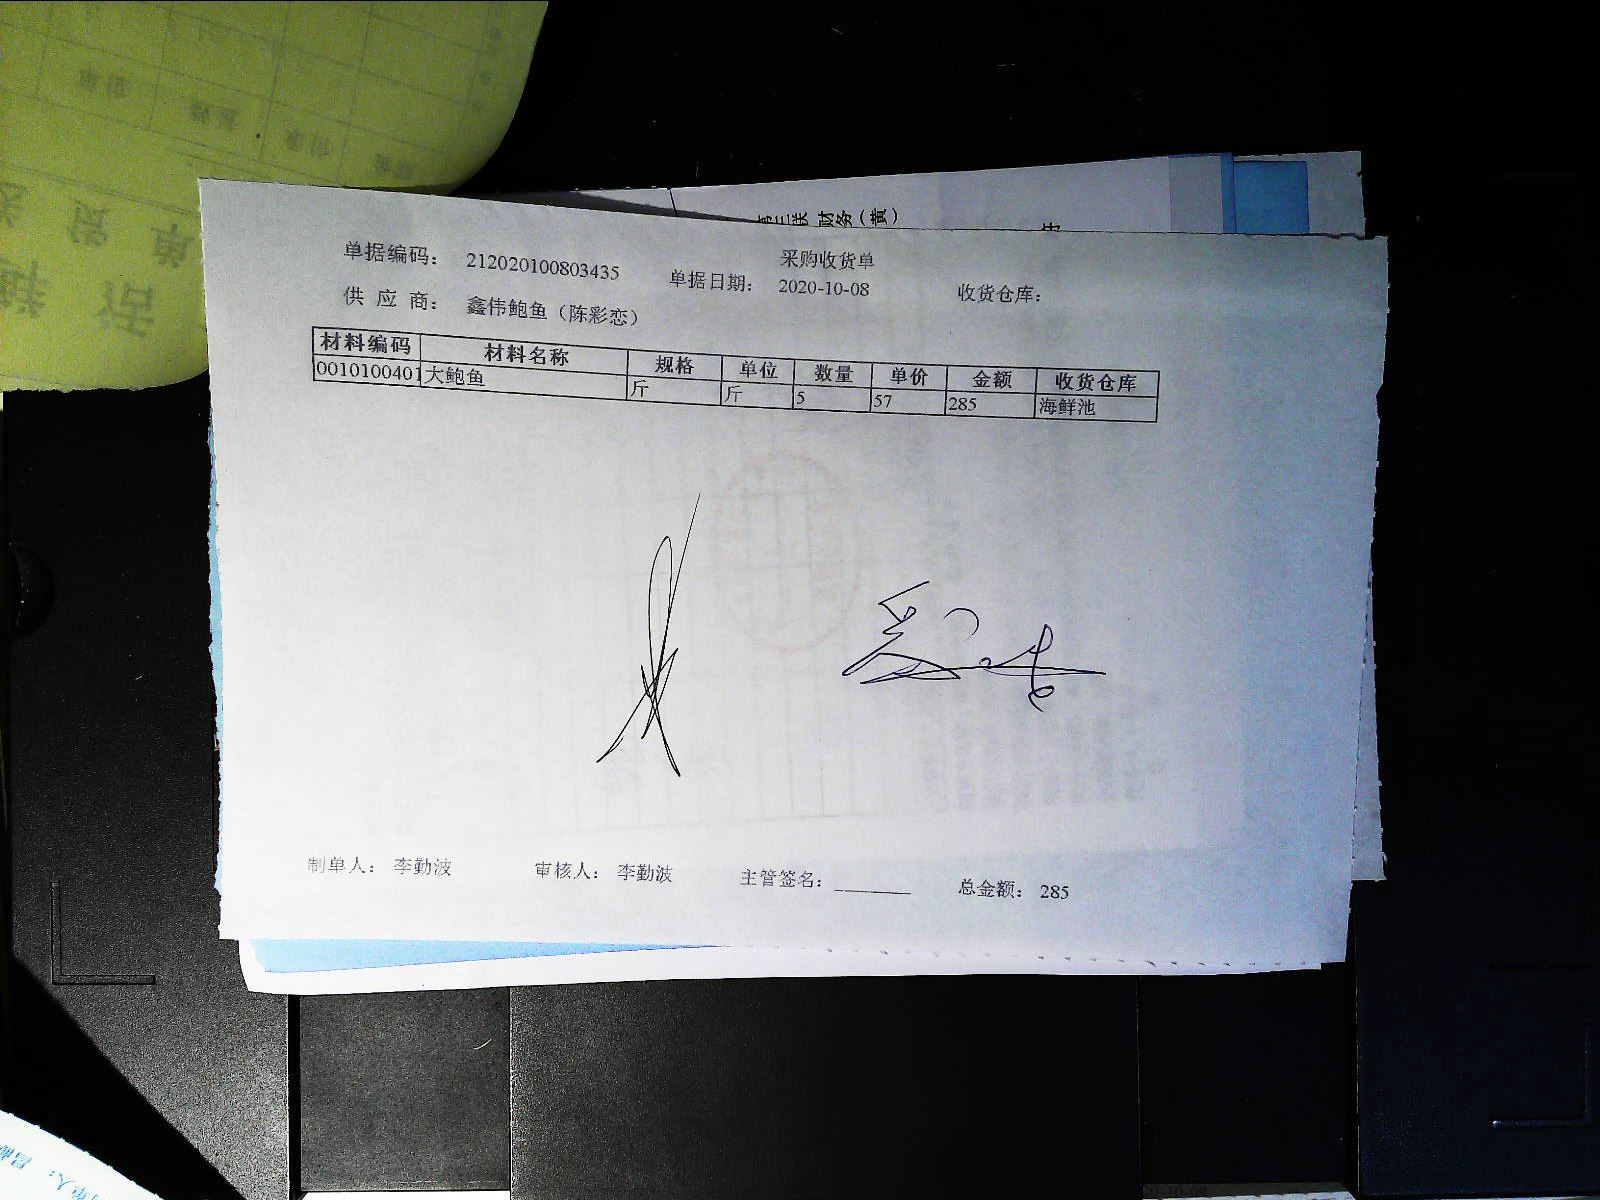 采购收货单
单据编码: 212020100803435 单据日期: 2020-10-08 收货仓库:
供 应 商: 鑫伟鲍鱼（陈彩恋）
材料编码 材料名称 规格 单位 数量 单价 金额 收货仓库
0010100401 大鲍鱼 斤 斤 5 57 285 海鲜池
制单人: 李勤波 审核人: 李勤波 主管签名: 总金额: 285
财务(黄)